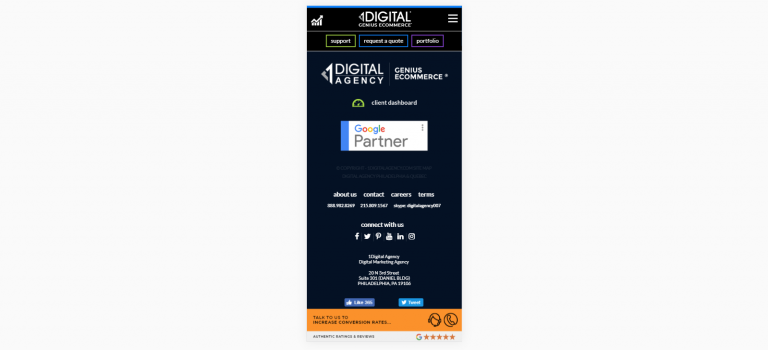 1DIGITAL
GENIUS ECOMMERCE
support request a quote portfolio
1DIGITAL AGENCY GENIUS ECOMMERCE ®
client dashboard
Google
Partner
about us contact careers terms
888.982.8269 215.809.1567 skype: digitalagency007
connect with us
1Digital Agency
Digital Marketing Agency
20 N 3rd Street
Suite 201 (DANIEL BLDG)
PHILADELPHIA, PA 19106
Like 366 Tweet
TALK TO US TO
INCREASE CONVERSION RATES...
AUTHENTIC RATINGS & REVIEWS